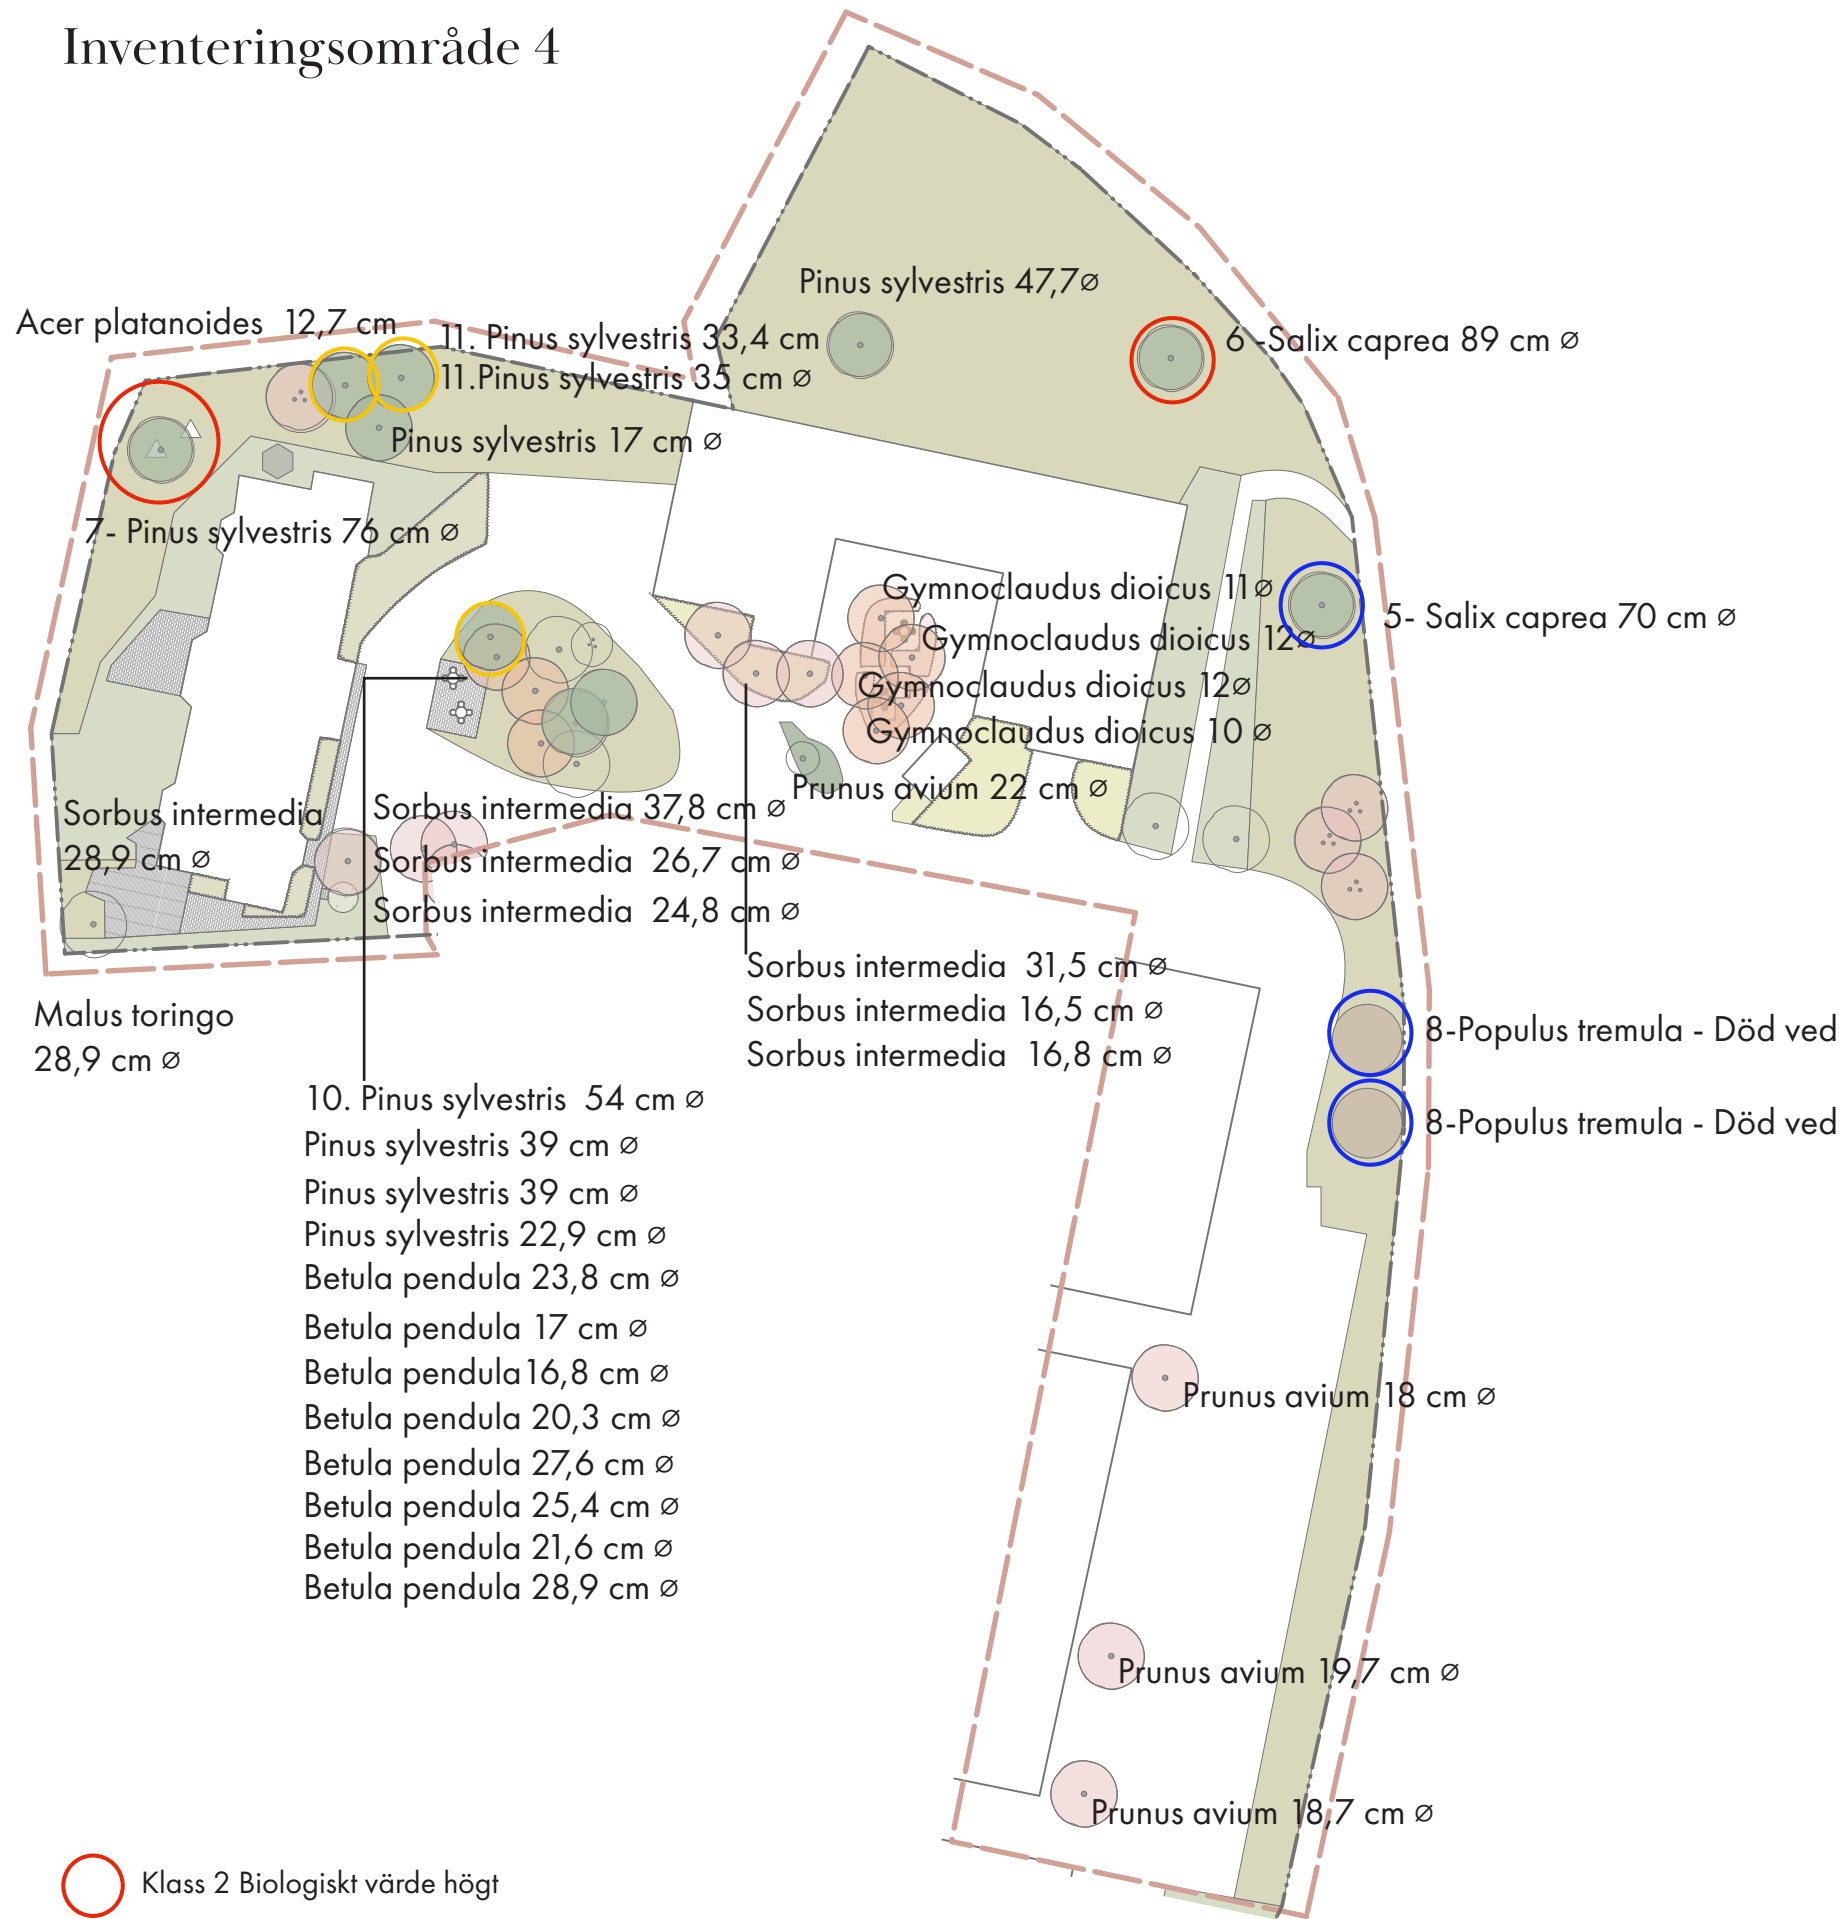 Inventeringsområde 4
Pinus sylvestris 47,7⌀
Acer platanoides 12,7 cm
11. Pinus sylvestris 33,4 cm
6 -Salix caprea 89 cm ⌀
11.Pinus sylvestris 35 cm ⌀
Pinus sylvestris 17 cm ⌀
7- Pinus sylvestris 76 cm ⌀
Gymnoclaudus dioicus 11⌀
5- Salix caprea 70 cm ⌀
Gymnoclaudus dioicus 12⌀
Gymnoclaudus dioicus 12⌀
Gymnoclaudus dioicus 10 ⌀
Prunus avium 22 cm ⌀
Sorbus intermedia
28,9 cm ⌀
Sorbus intermedia 37,8 cm ⌀
Sorbus intermedia 26,7 cm ⌀
Sorbus intermedia 24,8 cm ⌀
Sorbus intermedia 31,5 cm ⌀
Sorbus intermedia 16,5 cm ⌀
Sorbus intermedia 16,8 cm ⌀
Malus toringo
28,9 cm ⌀
8-Populus tremula - Död ved
8-Populus tremula - Död ved
10. Pinus sylvestris 54 cm ⌀
Pinus sylvestris 39 cm ⌀
Pinus sylvestris 39 cm ⌀
Pinus sylvestris 22,9 cm ⌀
Betula pendula 23,8 cm ⌀
Betula pendula 17 cm ⌀
Betula pendula16,8 cm ⌀
Betula pendula 20,3 cm ⌀
Betula pendula 27,6 cm ⌀
Betula pendula 25,4 cm ⌀
Betula pendula 21,6 cm ⌀
Betula pendula 28,9 cm ⌀
Prunus avium 18 cm ⌀
Prunus avium 19,7 cm ⌀
Prunus avium 18,7 cm ⌀
Klass 2 Biologiskt värde högt